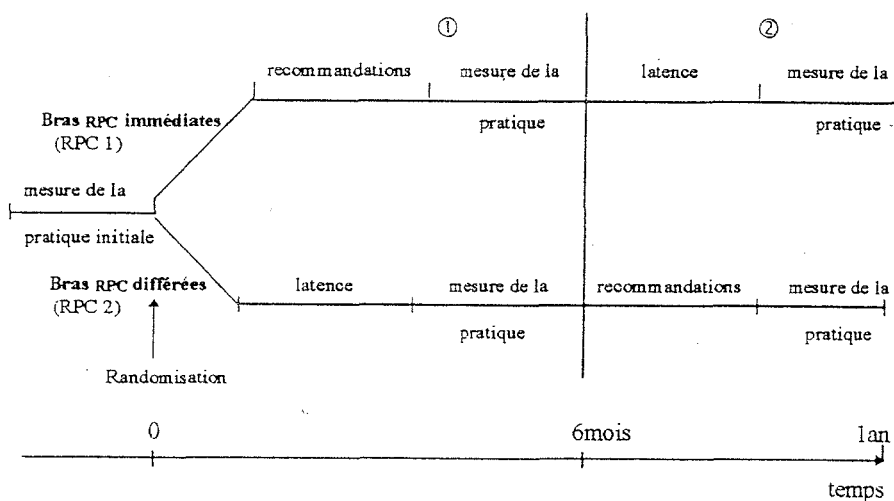 ① ②
recommandations mesure de la latence mesure de la
Bras RPC immédiates pratique pratique
(RPC 1)
mesure de la
pratique initiale
Bras RPC différées latence mesure de la recommandations mesure de la
(RPC 2) pratique pratique
Randomisation
0 6mois 1an
temps